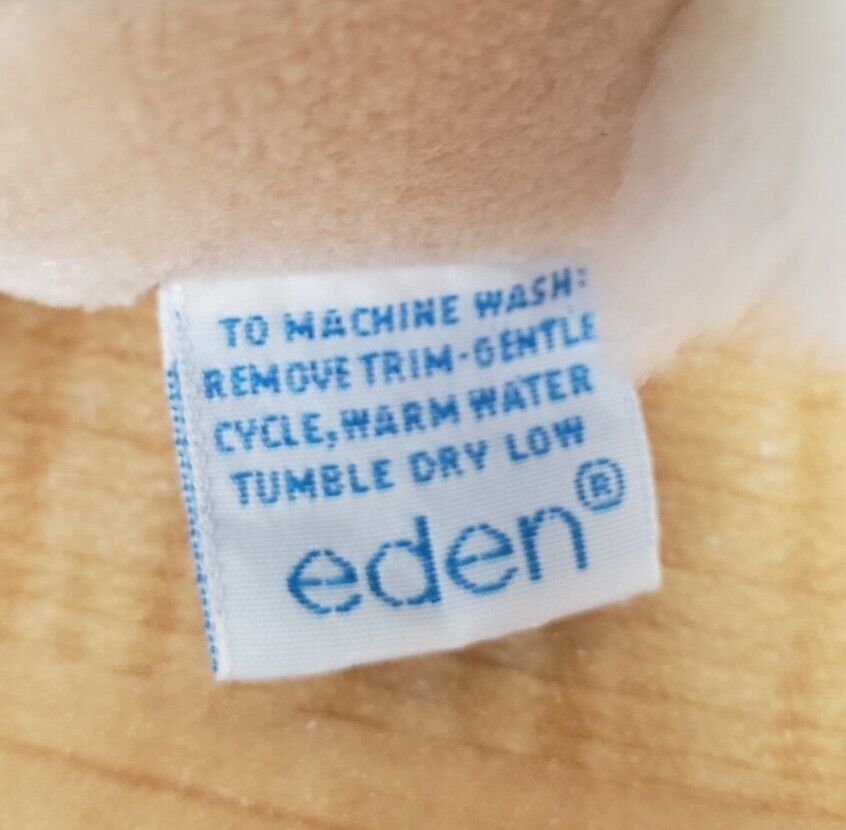 TO MACHINE WASH:
REMOVE TRIM-GENTLE
CYCLE, WARM WATER
TUMBLE DRY LOW
eden®